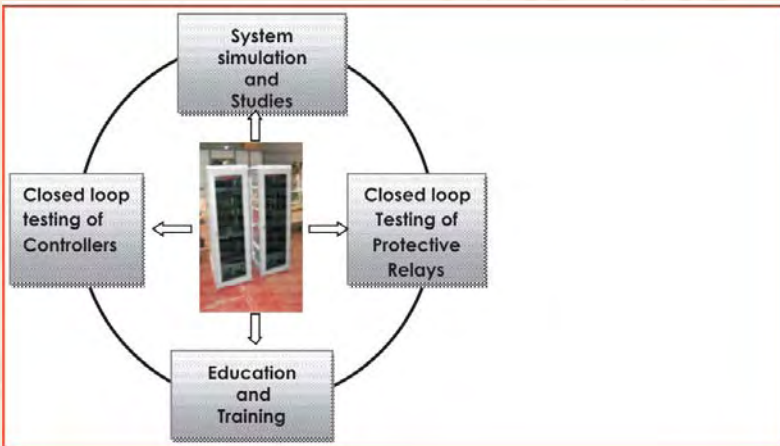 System
simulation
and
Studies
Closed loop
testing of
Controllers
Closed loop
Testing of
Protective
Relays
Education
and
Training